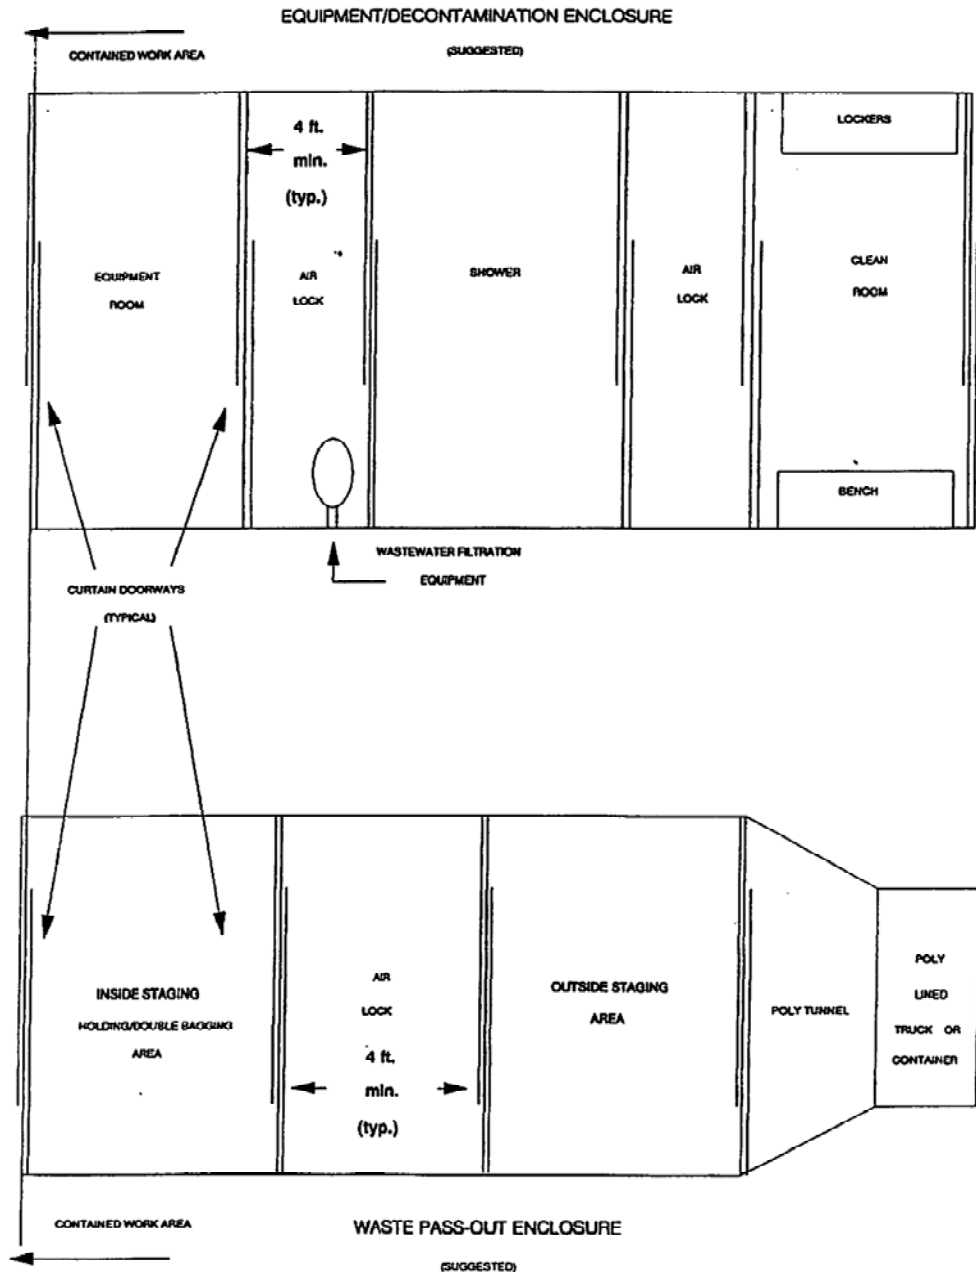 EQUIPMENT/DECONTAMINATION ENCLOSURE
(SUGGESTED)
CONTAINED WORK AREA
4 ft.
min.
(typ.)
LOCKERS
EQUIPMENT
ROOM
AIR
LOCK
SHOWER
AIR
LOCK
CLEAN
ROOM
BENCH
WASTEWATER FILTRATION
EQUIPMENT
CURTAIN DOORWAYS
(TYPICAL)
INSIDE STAGING
HOLDING/DOUBLE BAGGING
AREA
AIR
LOCK
4 ft.
min.
(typ.)
OUTSIDE STAGING
AREA
POLY TUNNEL
POLY
LINED
TRUCK OR
CONTAINER
CONTAINED WORK AREA
WASTE PASS-OUT ENCLOSURE
(SUGGESTED)